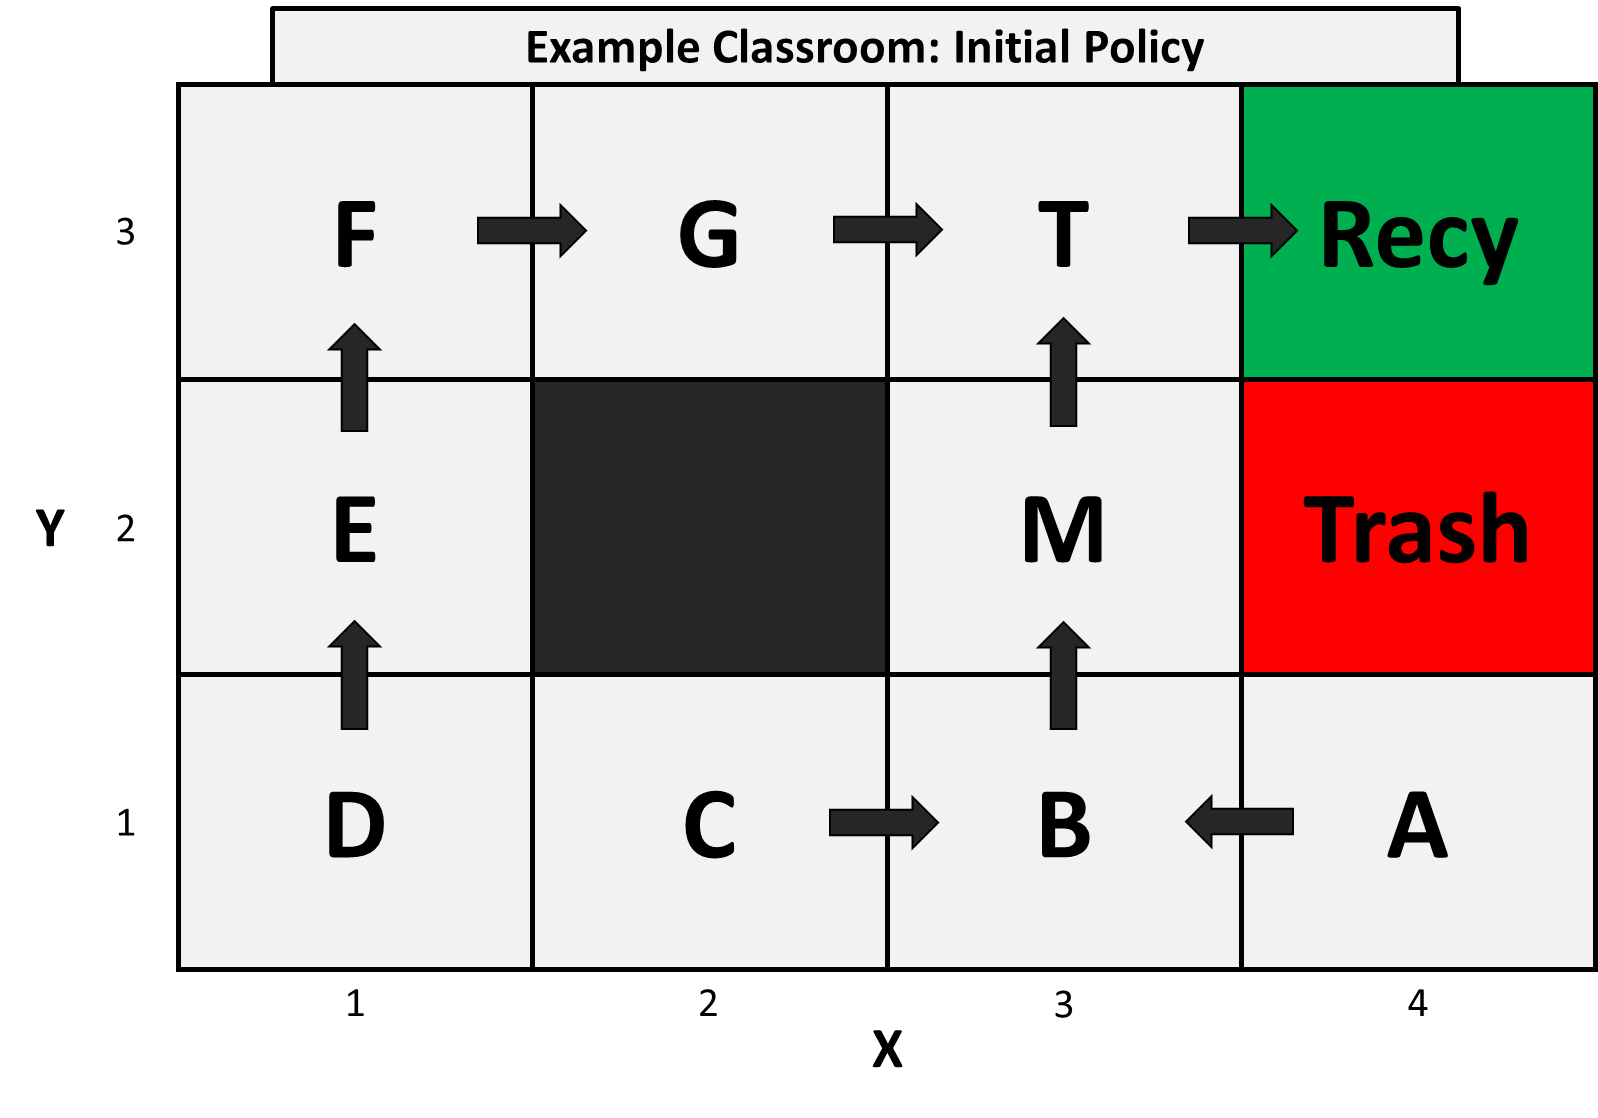 Example Classroom: Initial Policy
3 F G T Recy
Y 2 E M Trash
1 D C B A
1 2 3 4
X